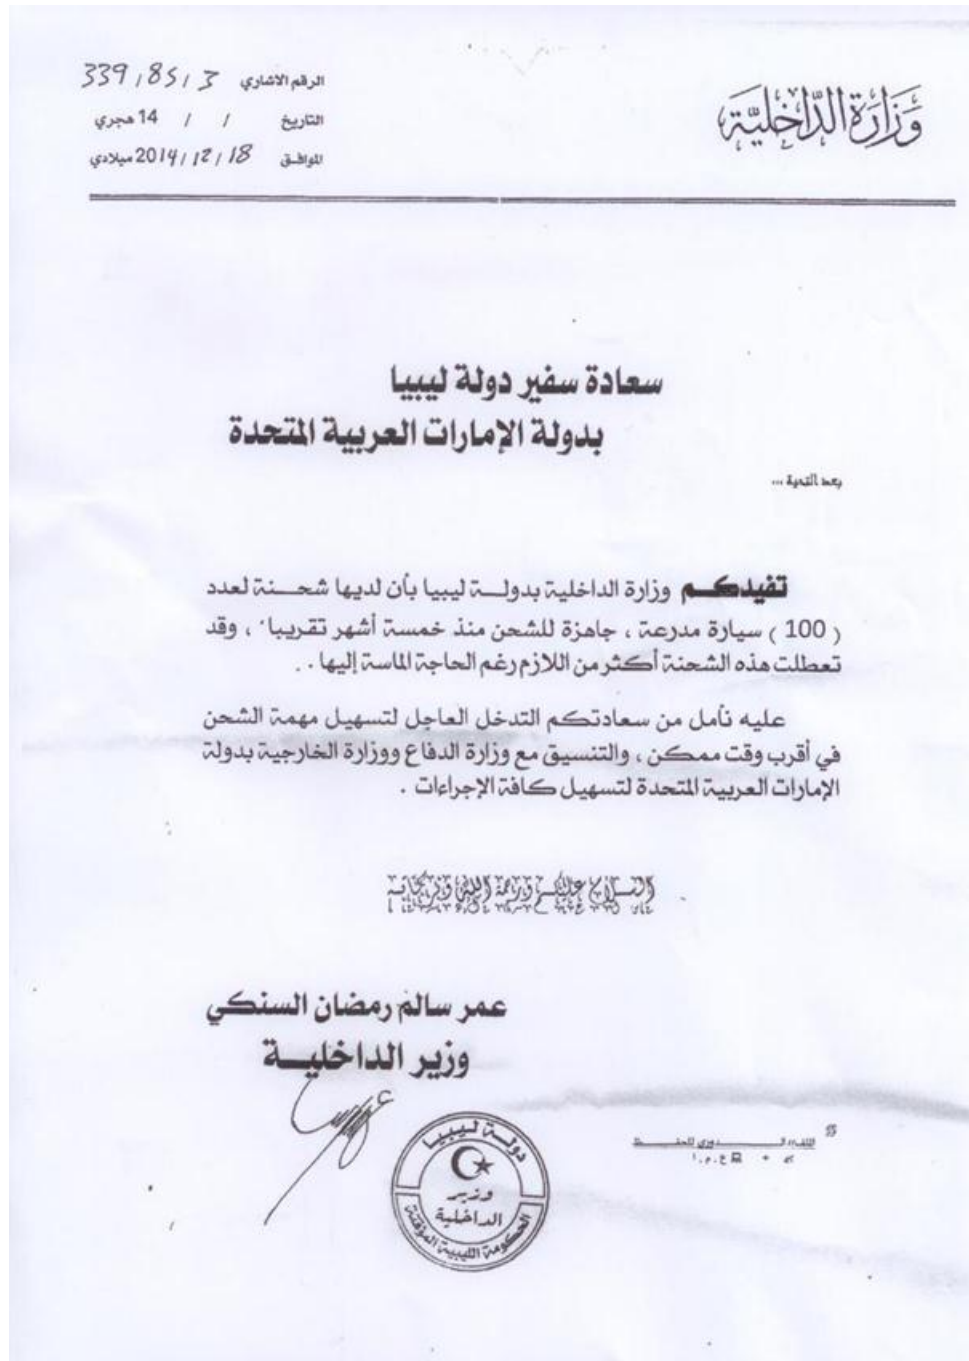 وزارة الداخلية
الرقم الاشاري 3 / 85 / 339
التاريخ / / 14 هجري
الموافق 18 / 12 / 2014 ميلادي
سعادة سفير دولة ليبيا
بدولة الإمارات العربية المتحدة
بعد التحية ...
تفيدكم وزارة الداخلية بدولة ليبيا بأن لديها شحنة لعدد
( 100 ) سيارة مدرعة ، جاهزة للشحن منذ خمسة أشهر تقريبا ، وقد
تعطلت هذه الشحنة أكثر من اللازم رغم الحاجة الماسة إليها . .
عليه نأمل من سعادتكم التدخل العاجل لتسهيل مهمة الشحن
في أقرب وقت ممكن ، والتنسيق مع وزارة الدفاع ووزارة الخارجية بدولة
الإمارات العربية المتحدة لتسهيل كافة الإجراءات .
السلام عليكم ورحمة الله وبركاته
عمر سالم رمضان السنكي
وزير الداخلية
دولة ليبيا
وزير
الداخلية
الحكومة الليبية المؤقتة
الملف الدوري للحفظ
ع.م.ا